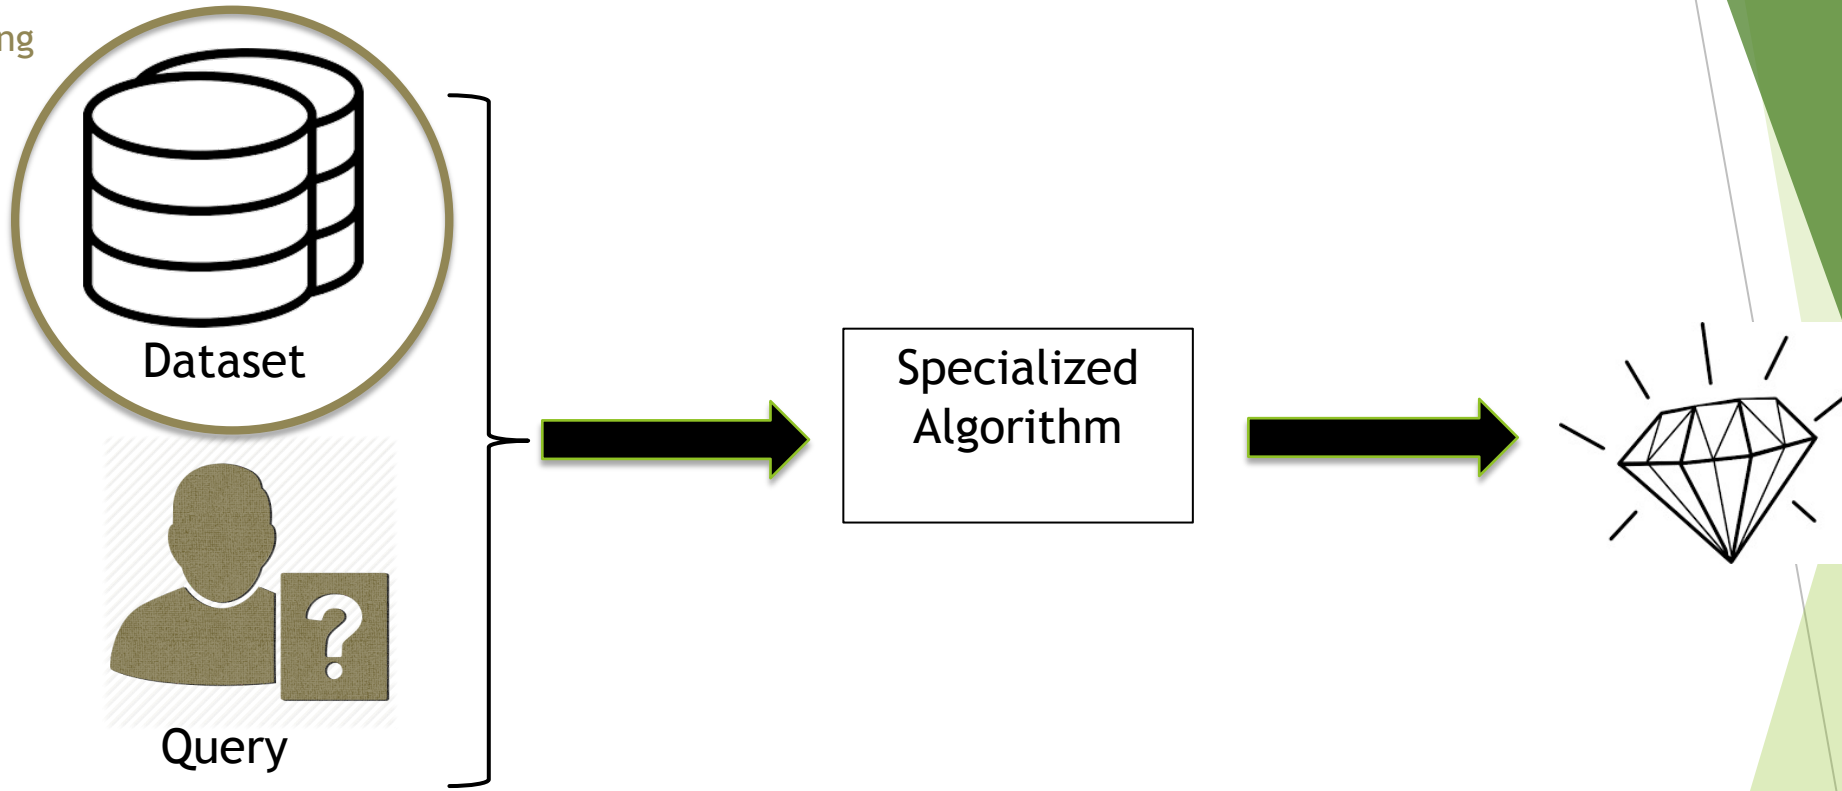 ng
Dataset
Specialized
Algorithm
?
Query